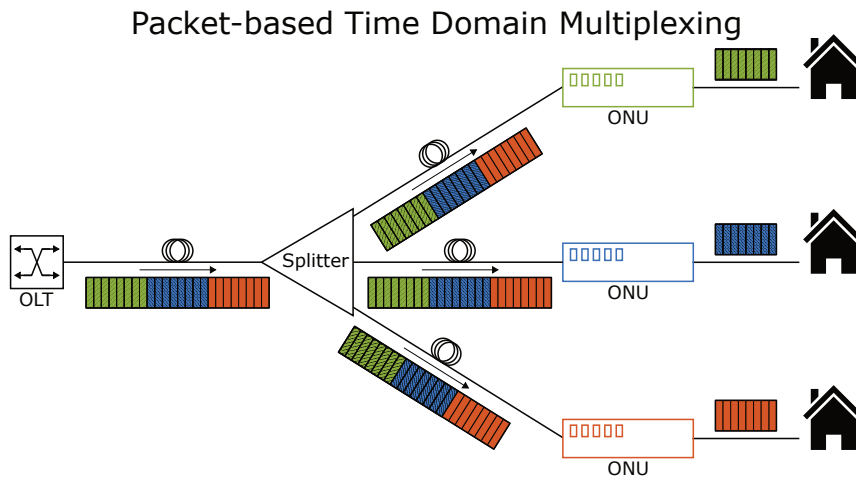 Packet-based Time Domain Multiplexing
ONU
Splitter
OLT
ONU
ONU